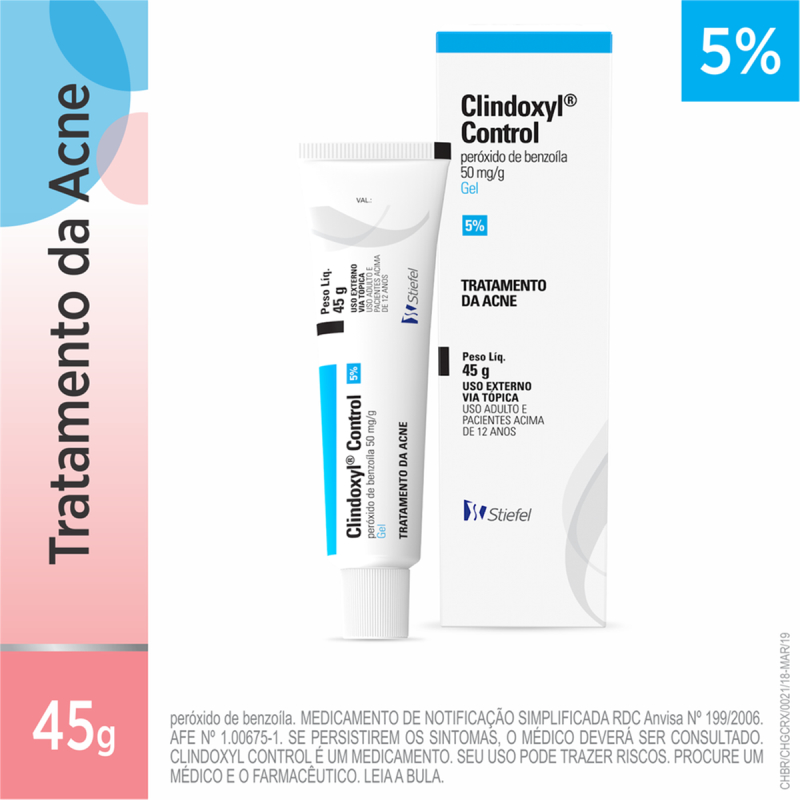 Tratamento da Acne
45g
5%
Clindoxyl®
Control
peróxido de benzoíla
50 mg/g
Gel
5%
TRATAMENTO
DA ACNE
Peso Líq.
45 g
USO EXTERNO
VIA TÓPICA
USO ADULTO E
PACIENTES ACIMA
DE 12 ANOS
Stiefel
VAL.:
Peso Líq.
45 g
USO EXTERNO
VIA TÓPICA
USO ADULTO E
PACIENTES ACIMA
DE 12 ANOS
Stiefel
Clindoxyl® Control 5%
peróxido de benzoíla 50 mg/g
Gel
TRATAMENTO DA ACNE
peróxido de benzoíla. MEDICAMENTO DE NOTIFICAÇÃO SIMPLIFICADA RDC Anvisa Nº 199/2006.
AFE Nº 1.00675-1. SE PERSISTIREM OS SINTOMAS, O MÉDICO DEVERÁ SER CONSULTADO.
CLINDOXYL CONTROL É UM MEDICAMENTO. SEU USO PODE TRAZER RISCOS. PROCURE UM
MÉDICO E O FARMACÊUTICO. LEIA A BULA.
CHBR/CHGCRX/0021/18-MAR/19